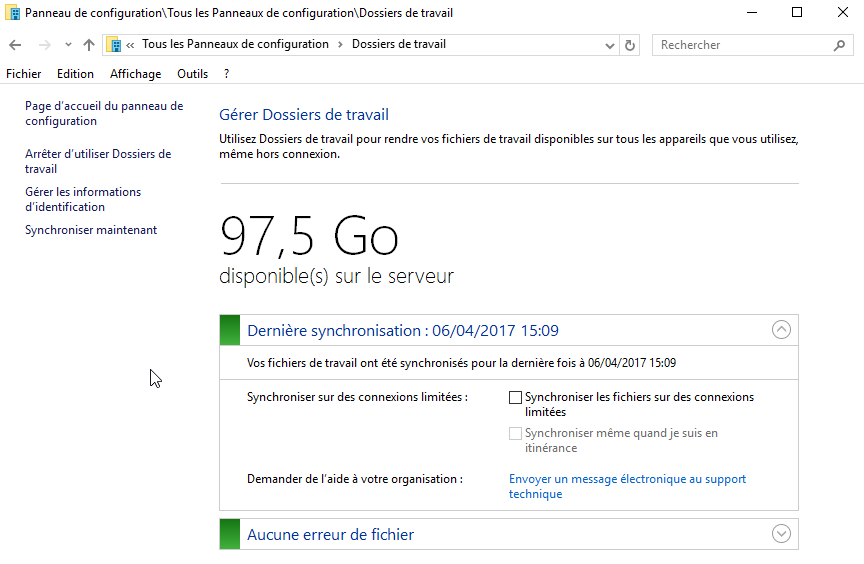 Panneau de configuration\Tous les Panneaux de configuration\Dossiers de travail
« Tous les Panneaux de configuration > Dossiers de travail
Rechercher
Fichier Edition Affichage Outils ?
Page d'accueil du panneau de
configuration
Arrêter d'utiliser Dossiers de
travail
Gérer les informations
d'identification
Synchroniser maintenant
Gérer Dossiers de travail
Utilisez Dossiers de travail pour rendre vos fichiers de travail disponibles sur tous les appareils que vous utilisez,
même hors connexion.
97,5 Go
disponible(s) sur le serveur
Dernière synchronisation : 06/04/2017 15:09
Vos fichiers de travail ont été synchronisés pour la dernière fois à 06/04/2017 15:09
Synchroniser sur des connexions limitées :
Synchroniser les fichiers sur des connexions
limitées
Synchroniser même quand je suis en
itinérance
Demander de l'aide à votre organisation :
Envoyer un message électronique au support
technique
Aucune erreur de fichier